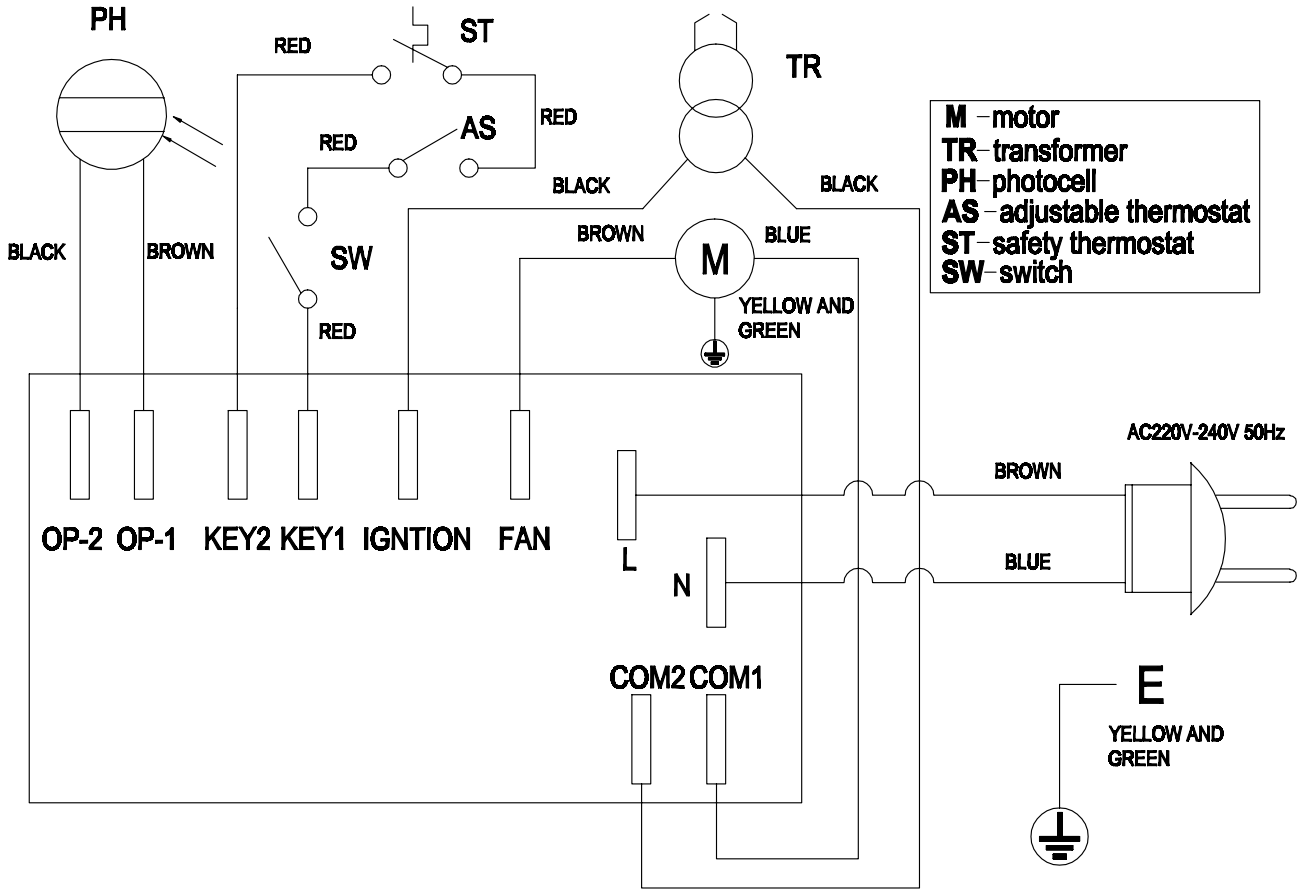 PH
RED
ST
TR
M - motor
TR- transformer
PH- photocell
AS - adjustable thermostat
ST- safety thermostat
SW- switch
RED
AS
RED
BLACK
BLACK
BLACK
BROWN
SW
BROWN
M
BLUE
YELLOW AND
GREEN
RED
AC220V-240V 50Hz
BROWN
OP-2
OP-1
KEY2
KEY1
IGNTION
FAN
L
N
BLUE
COM2
COM1
E
YELLOW AND
GREEN